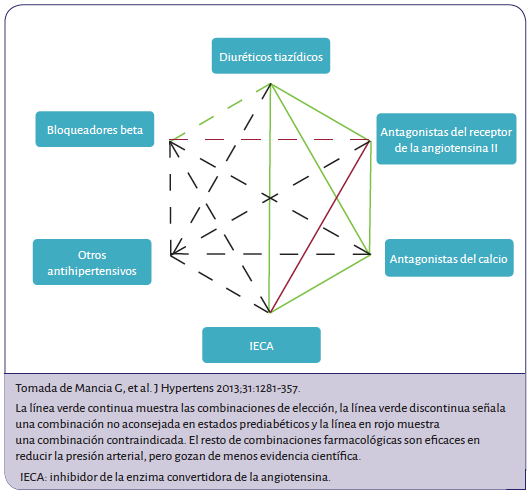 Diuréticos tiazídicos
Bloqueadores beta
Antagonistas del receptor
de la angiotensina II
Otros
antihipertensivos
Antagonistas del calcio
IECA
Tomada de Mancia G, et al. J Hypertens 2013;31:1281-357.
La línea verde continua muestra las combinaciones de elección, la línea verde discontinua señala
una combinación no aconsejada en estados prediabéticos y la línea en rojo muestra
una combinación contraindicada. El resto de combinaciones farmacológicas son eficaces en
reducir la presión arterial, pero gozan de menos evidencia científica.
IECA: inhibidor de la enzima convertidora de la angiotensina.